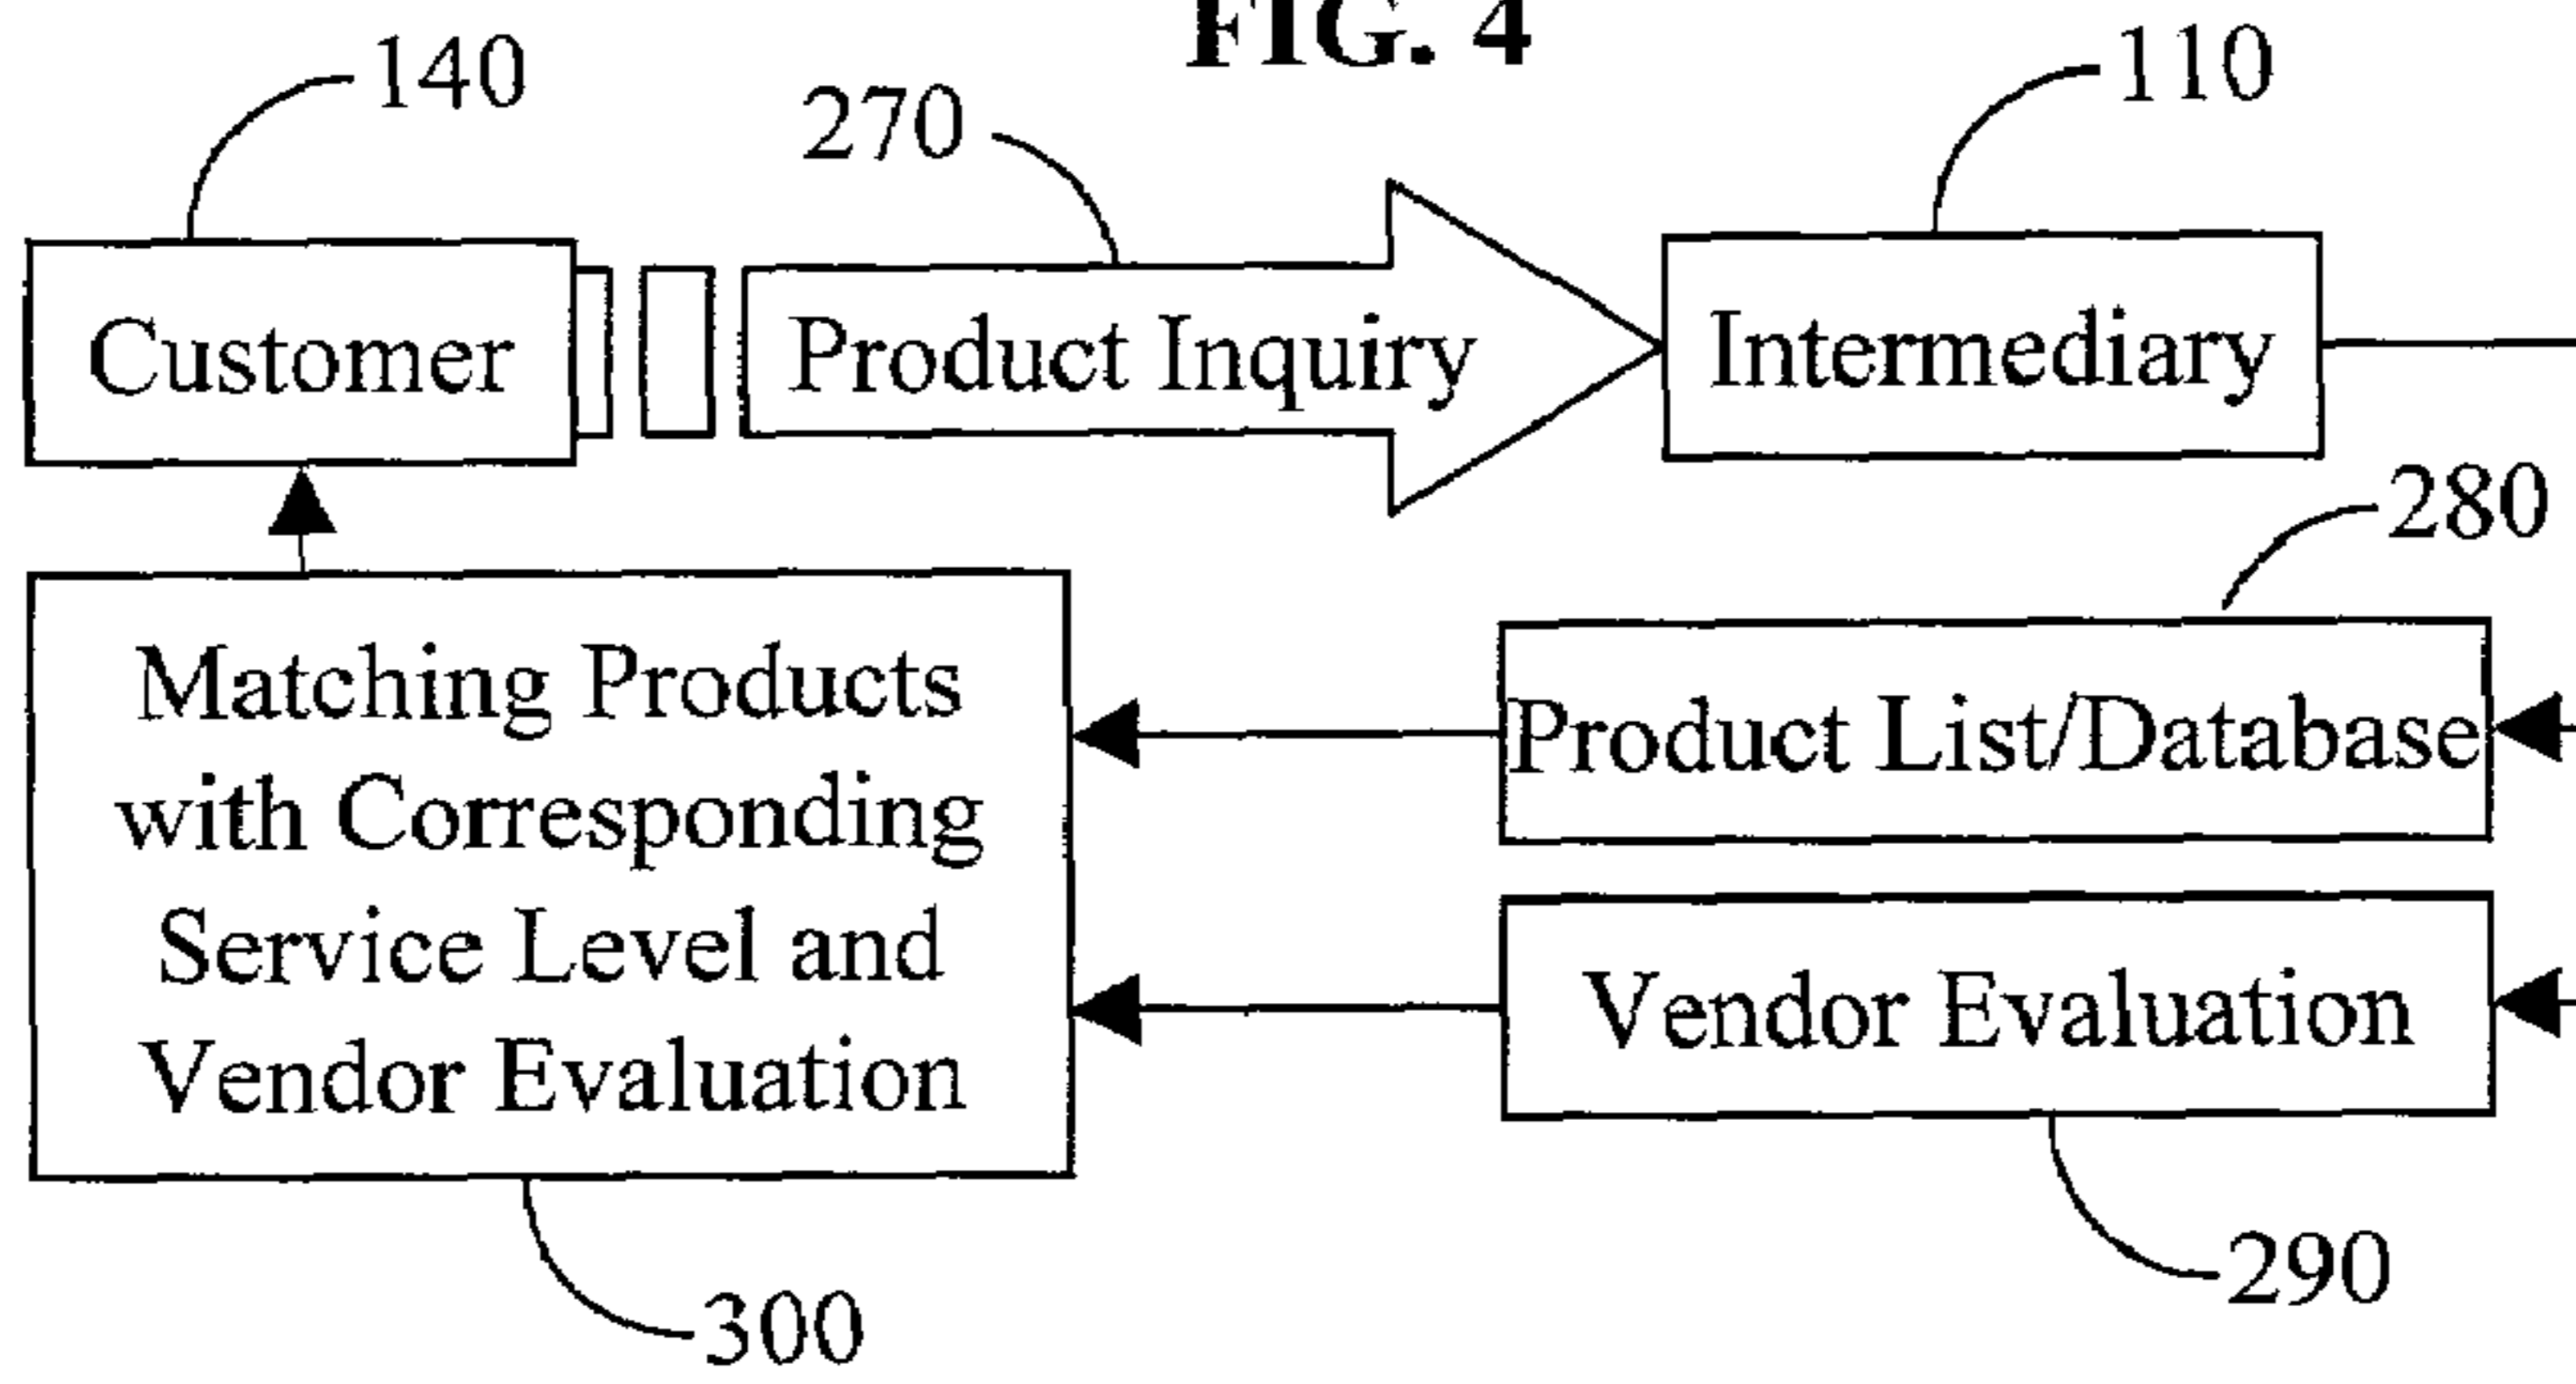 FIG. 4
140
270
110
Customer
Product Inquiry
Intermediary
280
Matching Products
with Corresponding
Service Level and
Vendor Evaluation
Product List/Database
Vendor Evaluation
290
300